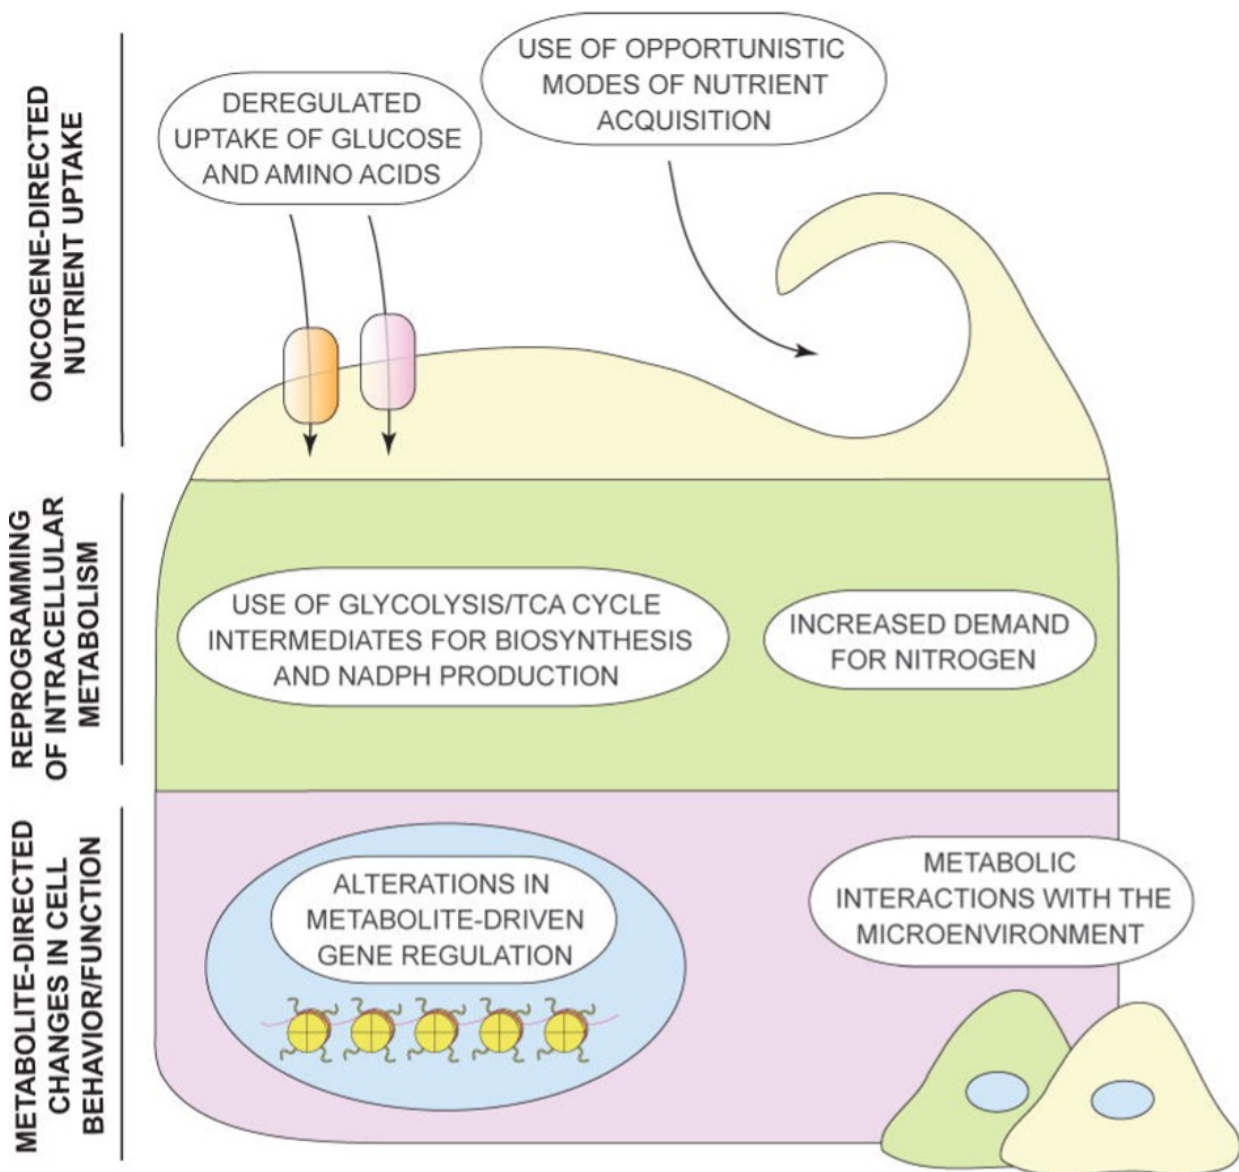 ONCOGENE-DIRECTED
NUTRIENT UPTAKE
DEREGULATED
UPTAKE OF GLUCOSE
AND AMINO ACIDS
USE OF OPPORTUNISTIC
MODES OF NUTRIENT
ACQUISITION
REPROGRAMMING
OF INTRACELLULAR
METABOLISM
USE OF GLYCOLYSIS/TCA CYCLE
INTERMEDIATES FOR BIOSYNTHESIS
AND NADPH PRODUCTION
INCREASED DEMAND
FOR NITROGEN
METABOLITE-DIRECTED
CHANGES IN CELL
BEHAVIOR/FUNCTION
ALTERATIONS IN
METABOLITE-DRIVEN
GENE REGULATION
METABOLIC
INTERACTIONS WITH THE
MICROENVIRONMENT